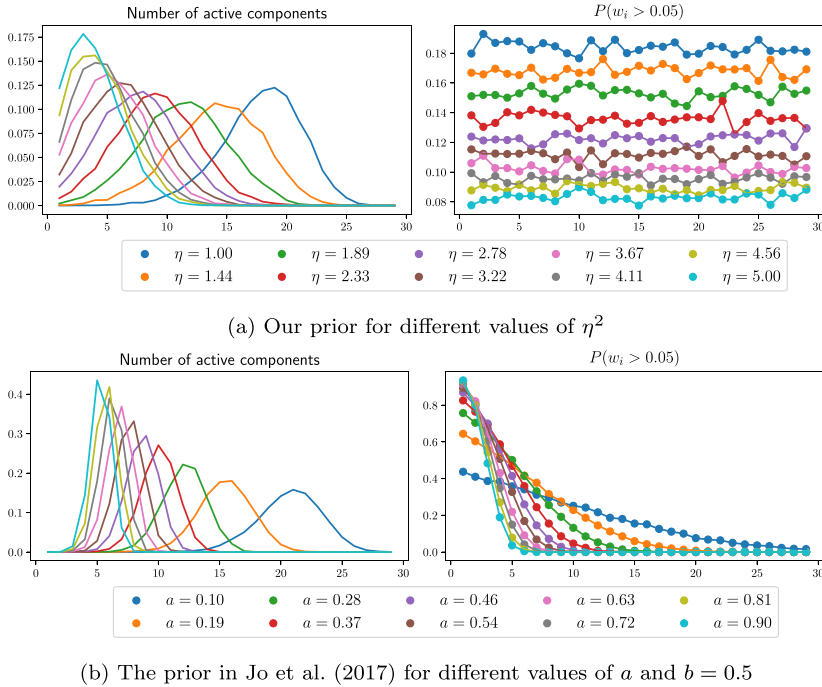 Number of active components
P(w_i > 0.05)
0.175
0.150
0.125
0.100
0.075
0.050
0.025
0.000
0 5 10 15 20 25 30
0.18
0.16
0.14
0.12
0.10
0.08
0 5 10 15 20 25 30
η = 1.00 η = 1.89 η = 2.78 η = 3.67 η = 4.56
η = 1.44 η = 2.33 η = 3.22 η = 4.11 η = 5.00
(a) Our prior for different values of η²
Number of active components
P(w_i > 0.05)
0.4
0.3
0.2
0.1
0.0
0 5 10 15 20 25 30
0.8
0.6
0.4
0.2
0.0
0 5 10 15 20 25 30
a = 0.10 a = 0.28 a = 0.46 a = 0.63 a = 0.81
a = 0.19 a = 0.37 a = 0.54 a = 0.72 a = 0.90
(b) The prior in Jo et al. (2017) for different values of a and b = 0.5